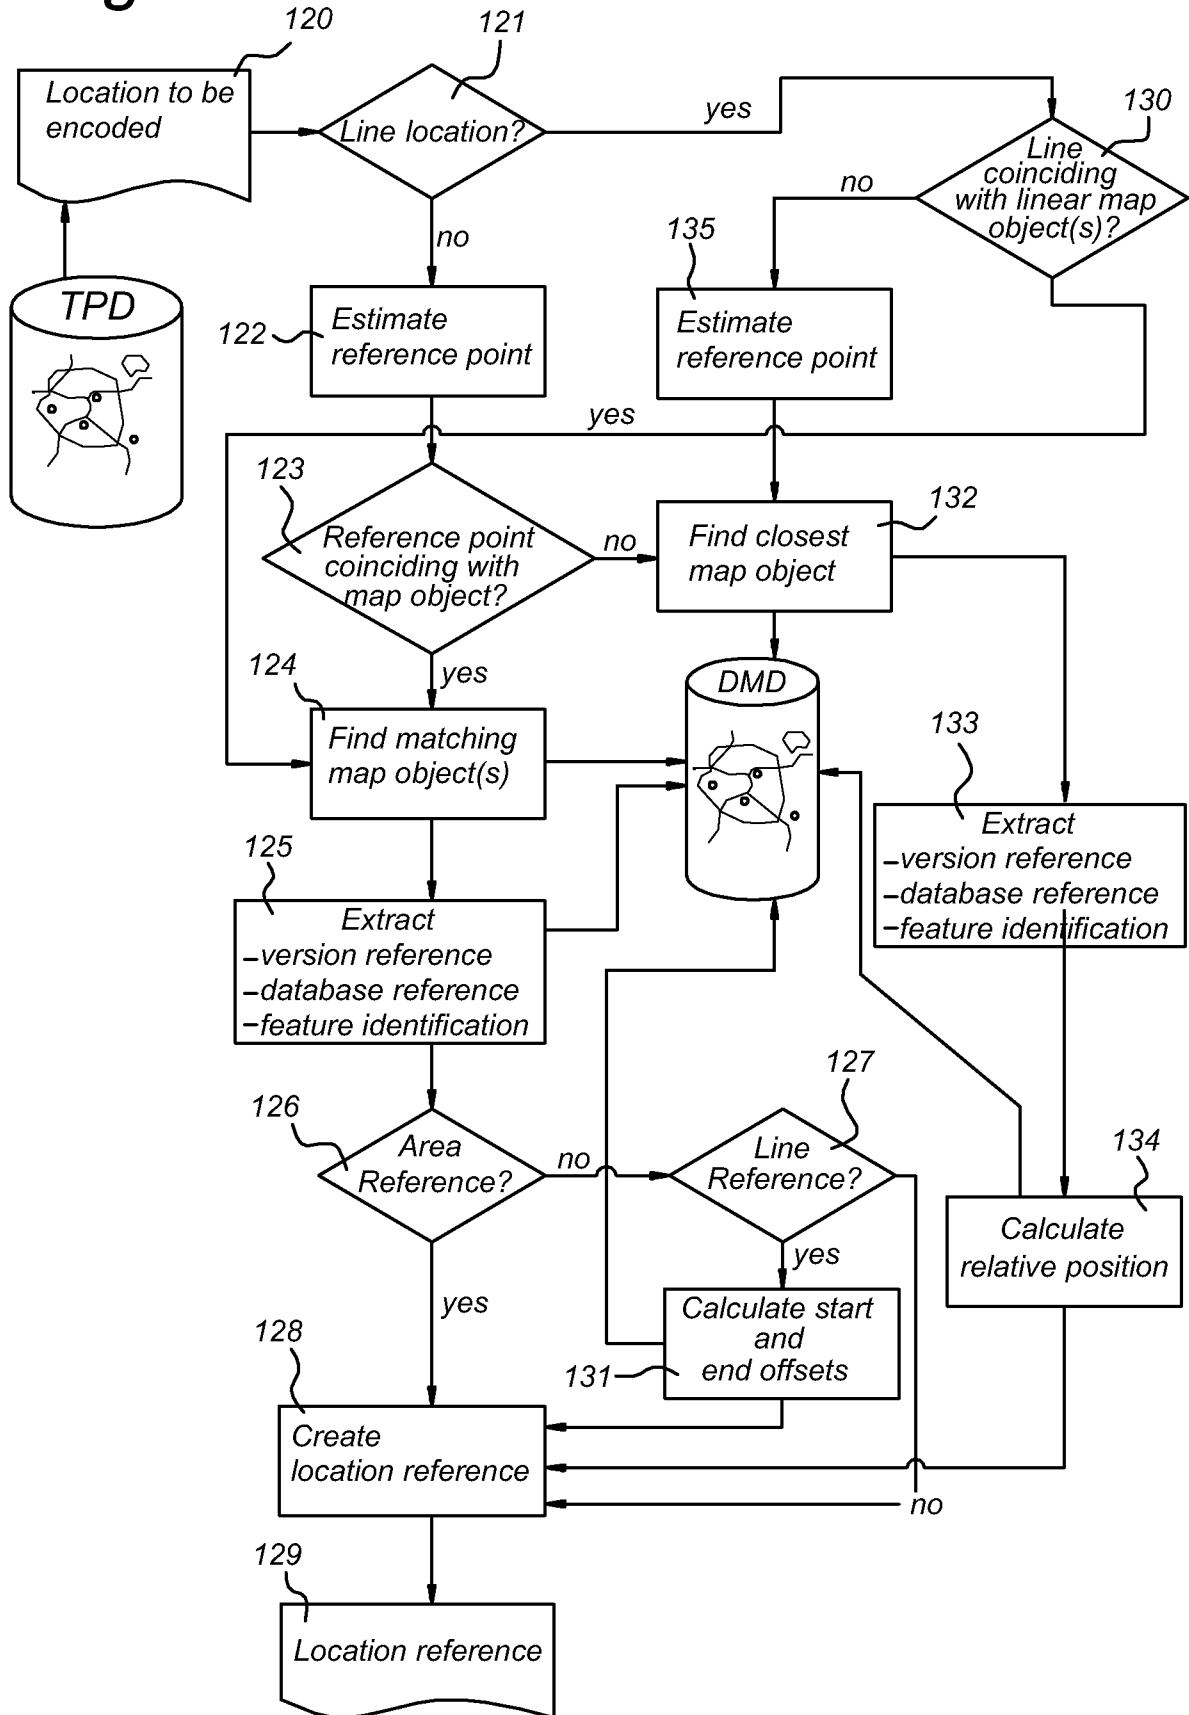 120
121
Location to be
encoded
Line location?
yes
130
Line
coinciding
with linear map
object(s)?
no
no
135
TPD
122
Estimate
reference point
Estimate
reference point
yes
123
132
Reference point
coinciding with
map object?
no
Find closest
map object
124
yes
DMD
Find matching
map object(s)
133
Extract
–version reference
–database reference
–feature identification
125
Extract
–version reference
–database reference
–feature identification
127
126
Area
Reference?
no
Line
Reference?
134
Calculate
relative position
yes
yes
Calculate start
and
end offsets
131
128
Create
location reference
no
129
Location reference